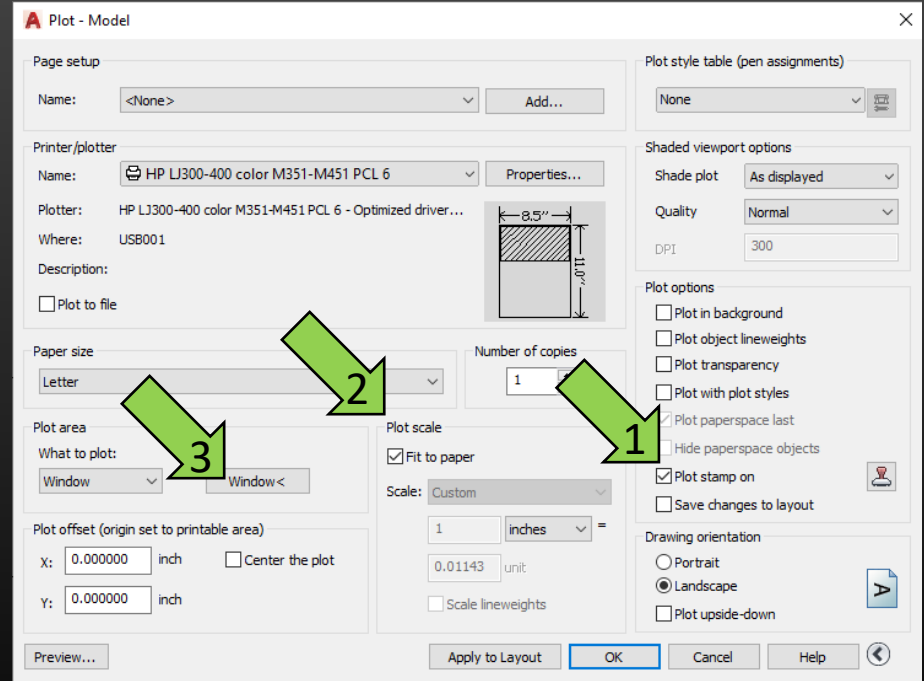 Plot - Model
Page setup
Name: <None> Add...
Printer/plotter
Name: HP LJ300-400 color M351-M451 PCL 6 Properties...
Plotter: HP LJ300-400 color M351-M451 PCL 6 - Optimized driver...
Where: USB001
Description:
Plot to file
8.5''
11.0''
Paper size
Letter
Number of copies
1
Plot area
What to plot:
Window Window<
Plot scale
Fit to paper
Scale: Custom
1 inches =
0.01143 unit
Scale lineweights
Plot offset (origin set to printable area)
X: 0.000000 inch Center the plot
Y: 0.000000 inch
Plot style table (pen assignments)
None
Shaded viewport options
Shade plot As displayed
Quality Normal
DPI 300
Plot options
Plot in background
Plot object lineweights
Plot transparency
Plot with plot styles
Plot paperspace last
Hide paperspace objects
Plot stamp on
Save changes to layout
Drawing orientation
Portrait
Landscape
Plot upside-down
A
1
2
3
Preview... Apply to Layout OK Cancel Help